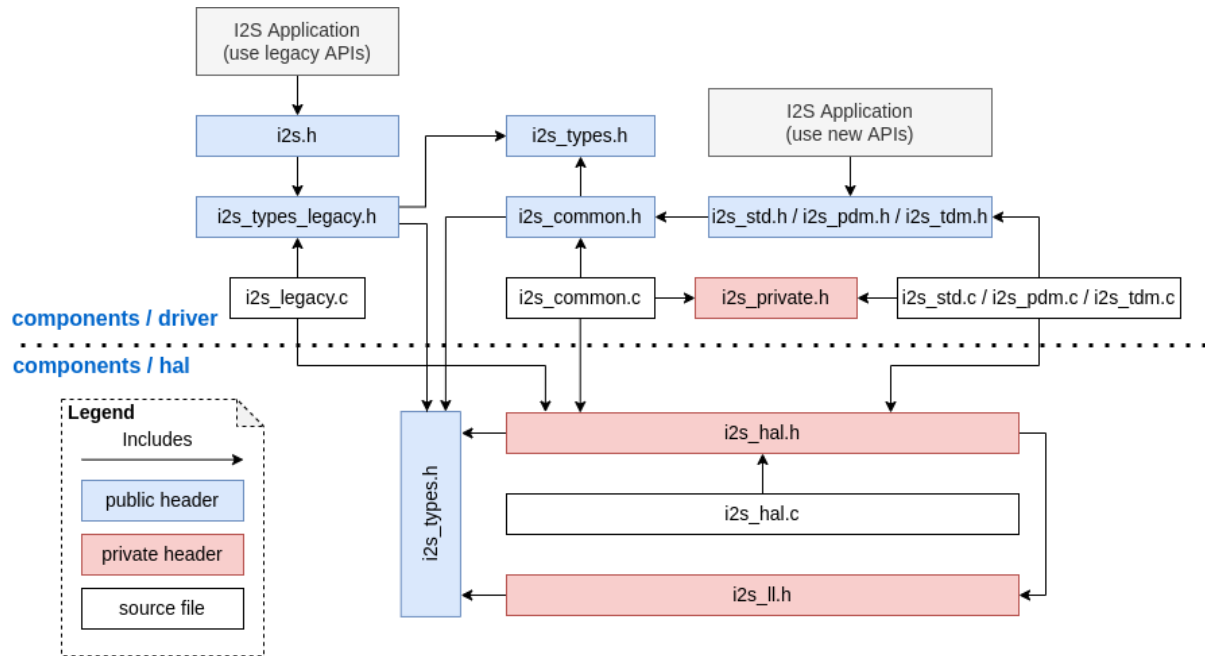 I2S Application
(use legacy APIs)
I2S Application
(use new APIs)
i2s.h
i2s_types.h
i2s_types_legacy.h
i2s_common.h
i2s_std.h / i2s_pdm.h / i2s_tdm.h
i2s_legacy.c
i2s_common.c
i2s_private.h
i2s_std.c / i2s_pdm.c / i2s_tdm.c
components / driver
components / hal
Legend
Includes
public header
private header
source file
i2s_types.h
i2s_hal.h
i2s_hal.c
i2s_ll.h